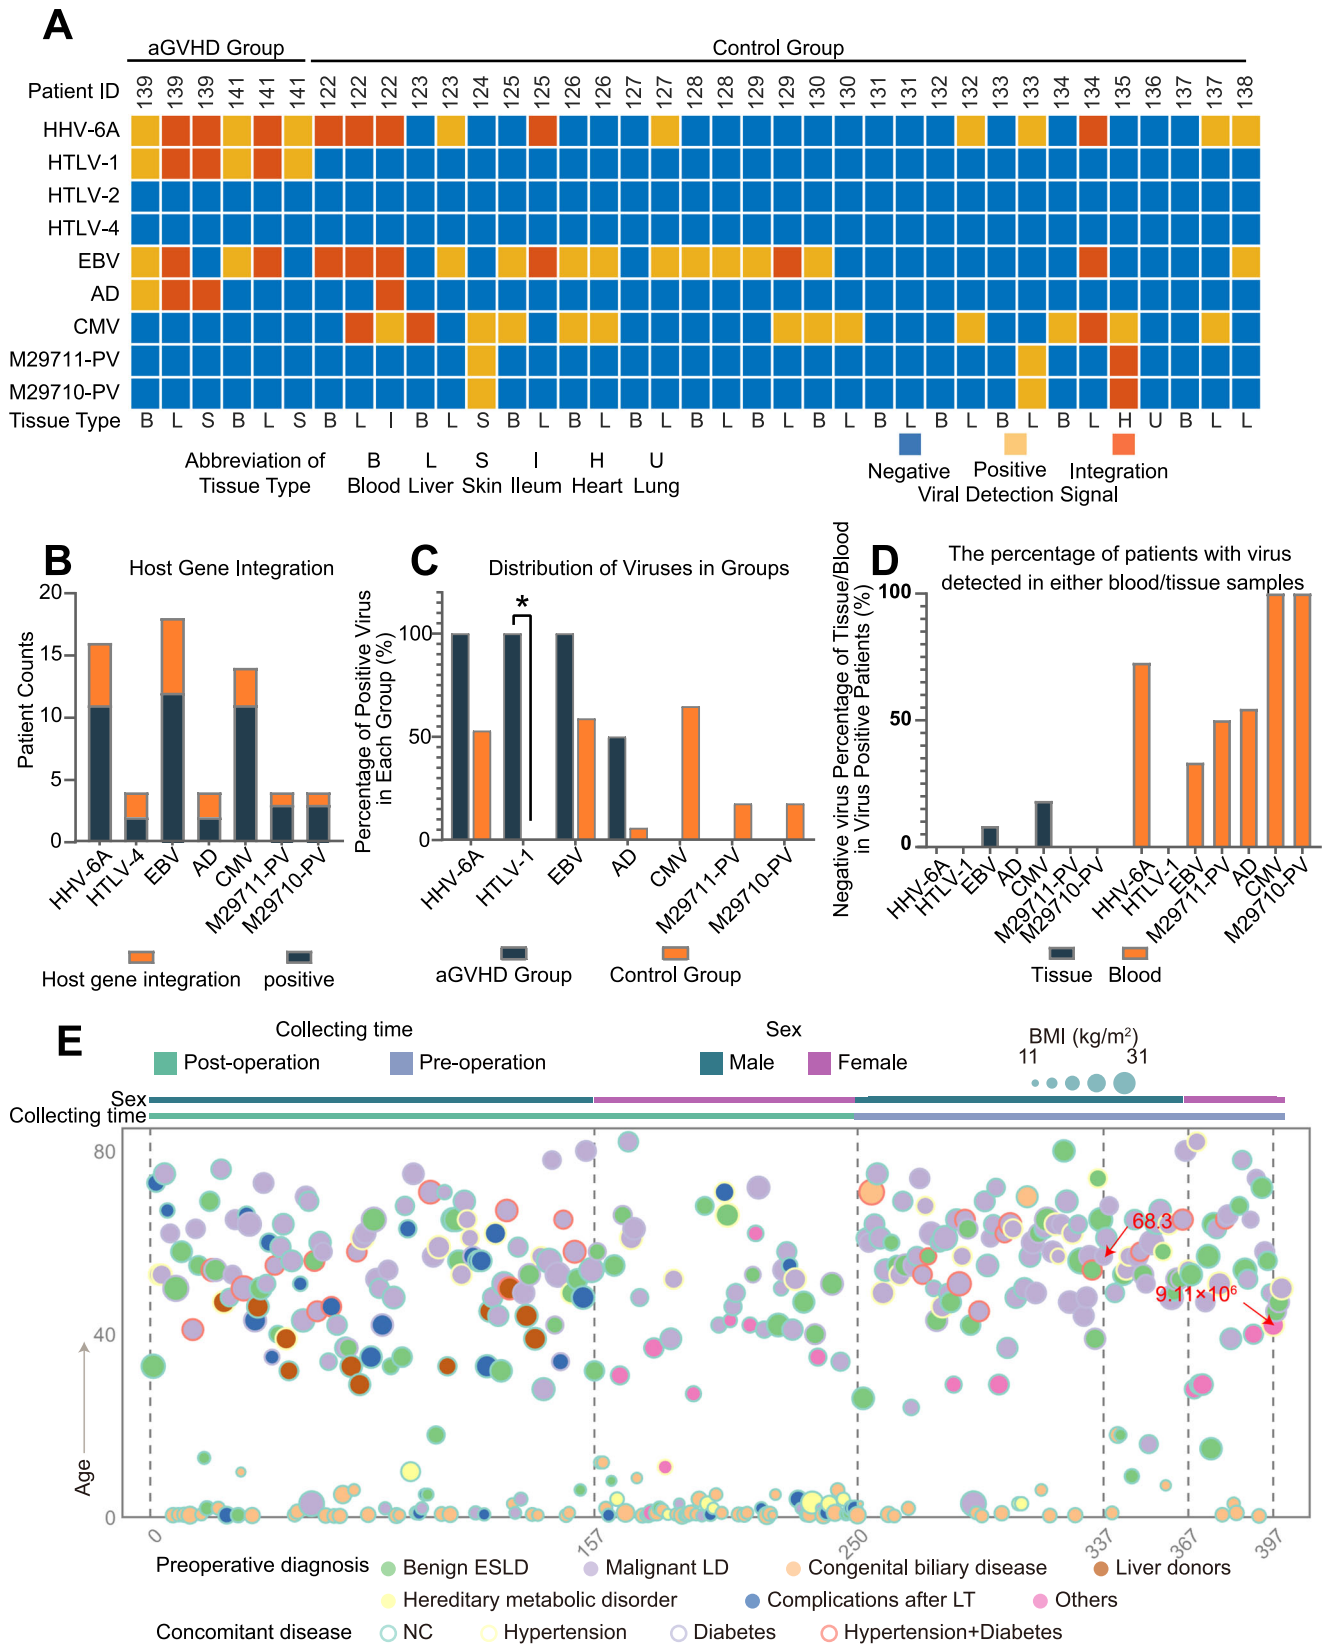 A
aGVHD Group
Control Group
Patient ID 139 139 139 141 141 141 122 122 122 123 123 124 125 125 126 126 127 127 128 128 129 129 130 130 131 131 132 132 133 133 134 134 135 136 137 137 138
HHV-6A
HTLV-1
HTLV-2
HTLV-4
EBV
AD
CMV
M29711-PV
M29710-PV
Tissue Type B L S B L S B L I B L S B L B L B L B L B L B L B L B L B L B L H U B L L
Abbreviation of Tissue Type
B L S I H U
Blood Liver Skin Ileum Heart Lung
Negative Positive Integration
Viral Detection Signal
B
Host Gene Integration
Patient Counts
20
15
10
5
0
HHV-6A HTLV-4 EBV AD CMV M29711-PV M29710-PV
Host gene integration positive
C
Distribution of Viruses in Groups
Percentage of Positive Virus
in Each Group (%)
*
100
50
0
HHV-6A HTLV-1 EBV AD CMV M29711-PV M29710-PV
aGVHD Group Control Group
D
The percentage of patients with virus
detected in either blood/tissue samples
Negative virus Percentage of Tissue/Blood
in Virus Positive Patients (%)
100
50
0
HHV-6A HTLV-1 EBV AD CMV M29711-PV M29710-PV HHV-6A HTLV-1 EBV M29711-PV AD CMV M29710-PV
Tissue Blood
E
Collecting time
Post-operation Pre-operation
Sex
Male Female
BMI (kg/m²)
11 31
Sex
Collecting time
80
40
0
Age
68.3
9.11×10⁶
0 157 250 337 367 397
Preoperative diagnosis Benign ESLD Malignant LD Congenital biliary disease Liver donors
Hereditary metabolic disorder Complications after LT Others
Concomitant disease NC Hypertension Diabetes Hypertension+Diabetes